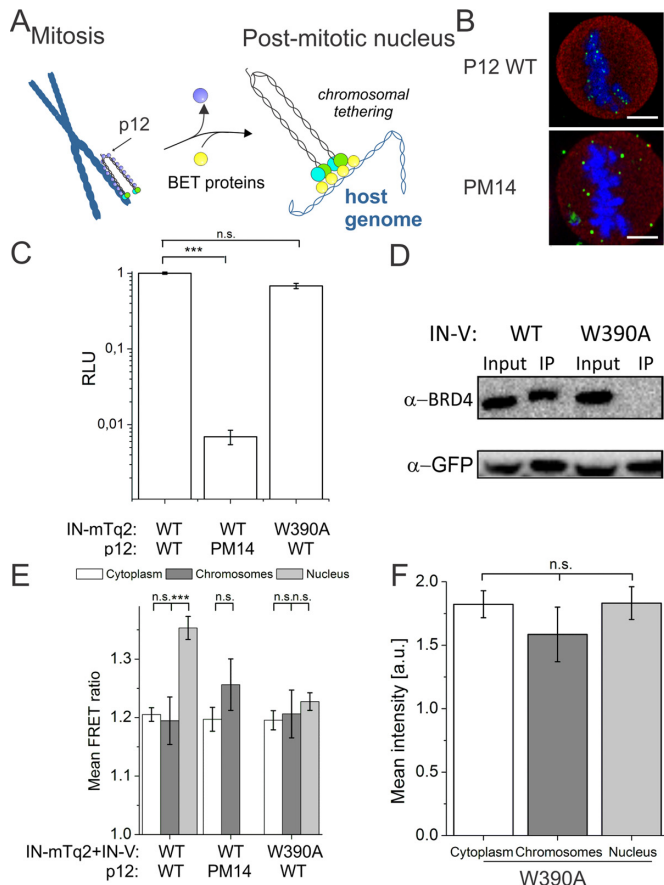 A
Mitosis
Post-mitotic nucleus
p12
BET proteins
chromosomal
tethering
host
genome
B
P12 WT
PM14
C
n.s.
***
RLU
1
0,1
0,01
IN-mTq2: WT WT W390A
p12: WT PM14 WT
D
IN-V: WT W390A
Input IP Input IP
α-BRD4
α-GFP
E
Cytoplasm Chromosomes Nucleus
n.s. *** n.s. n.s. n.s.
Mean FRET ratio
1.3
1.2
1.1
1.0
IN-mTq2+IN-V: WT WT W390A
p12: WT PM14 WT
F
n.s.
Mean intensity [a.u.]
2.0
1.5
1.0
0.5
0.0
Cytoplasm Chromosomes Nucleus
W390A